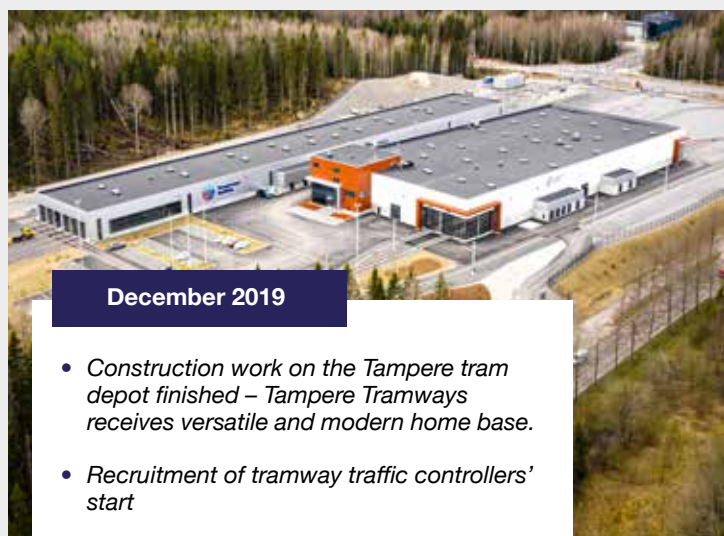 December 2019
• Construction work on the Tampere tram
depot finished – Tampere Tramways
receives versatile and modern home base.
• Recruitment of tramway traffic controllers'
start